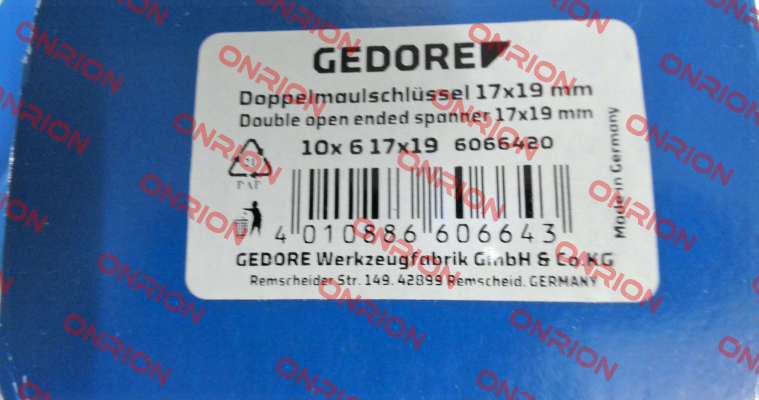 GEDORE
Doppelmaulschlüssel 17x19 mm
Double open ended spanner 17x19 mm
10x 6 17x19 6066420
PAP
Made in Germany
4 010886 606643
GEDORE Werkzeugfabrik GmbH & Co.KG
Remscheider Str. 149. 42899 Remscheid. GERMANY
ONRION